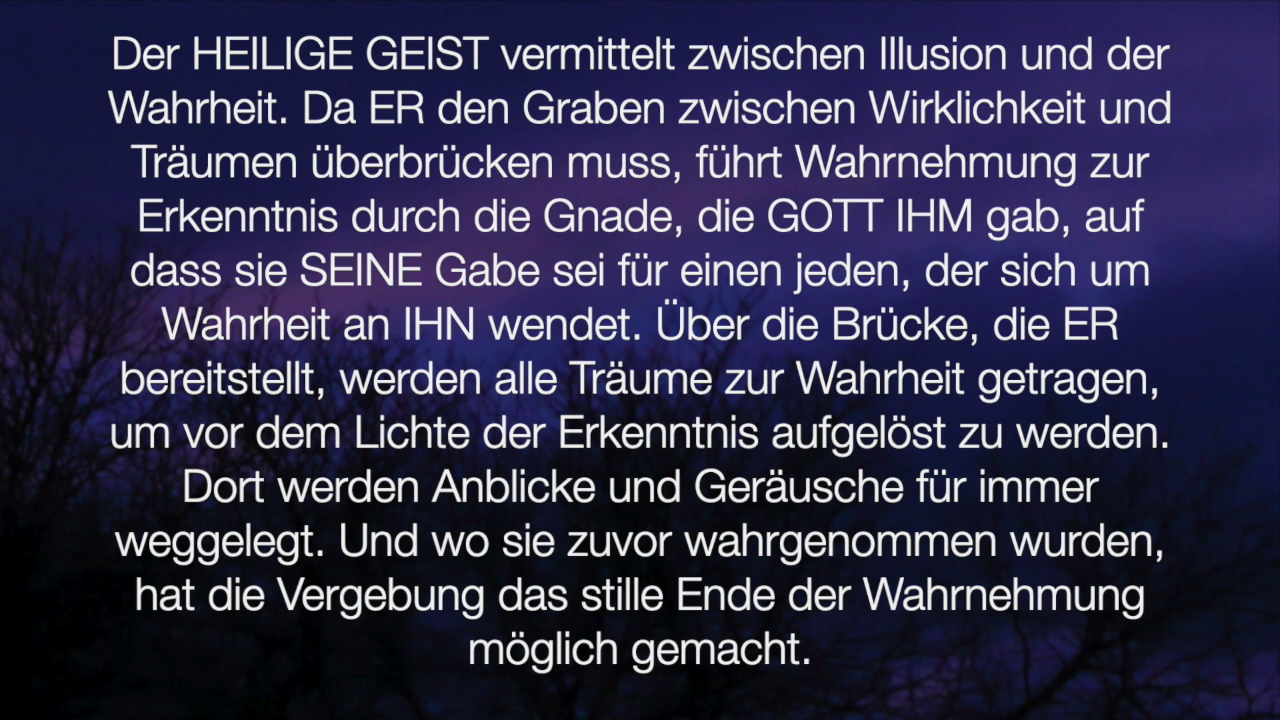 Der HEILIGE GEIST vermittelt zwischen Illusion und der
Wahrheit. Da ER den Graben zwischen Wirklichkeit und
Träumen überbrücken muss, führt Wahrnehmung zur
Erkenntnis durch die Gnade, die GOTT IHM gab, auf
dass sie SEINE Gabe sei für einen jeden, der sich um
Wahrheit an IHN wendet. Über die Brücke, die ER
bereitstellt, werden alle Träume zur Wahrheit getragen,
um vor dem Lichte der Erkenntnis aufgelöst zu werden.
Dort werden Anblicke und Geräusche für immer
weggelegt. Und wo sie zuvor wahrgenommen wurden,
hat die Vergebung das stille Ende der Wahrnehmung
möglich gemacht.